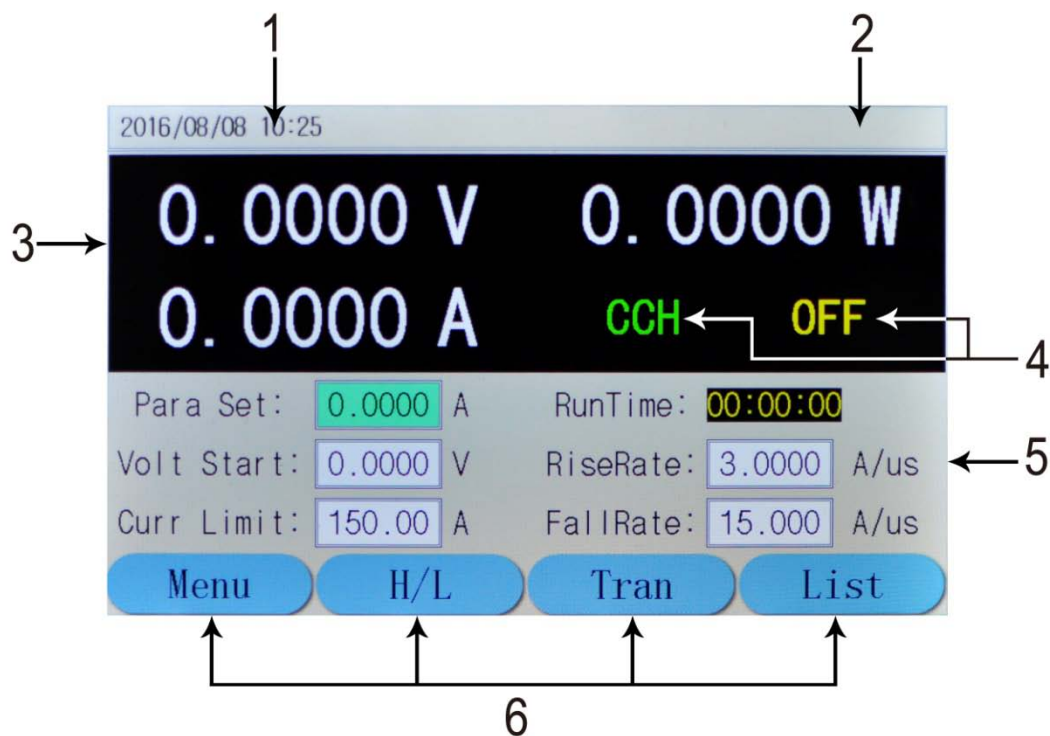 1 2
2016/08/08 10:25
0.0000 V 0.0000 W
3
0.0000 A CCH OFF
4
Para Set: 0.0000 A RunTime: 00:00:00
Volt Start: 0.0000 V RiseRate: 3.0000 A/us
5
Curr Limit: 150.00 A FallRate: 15.000 A/us
Menu H/L Tran List
6